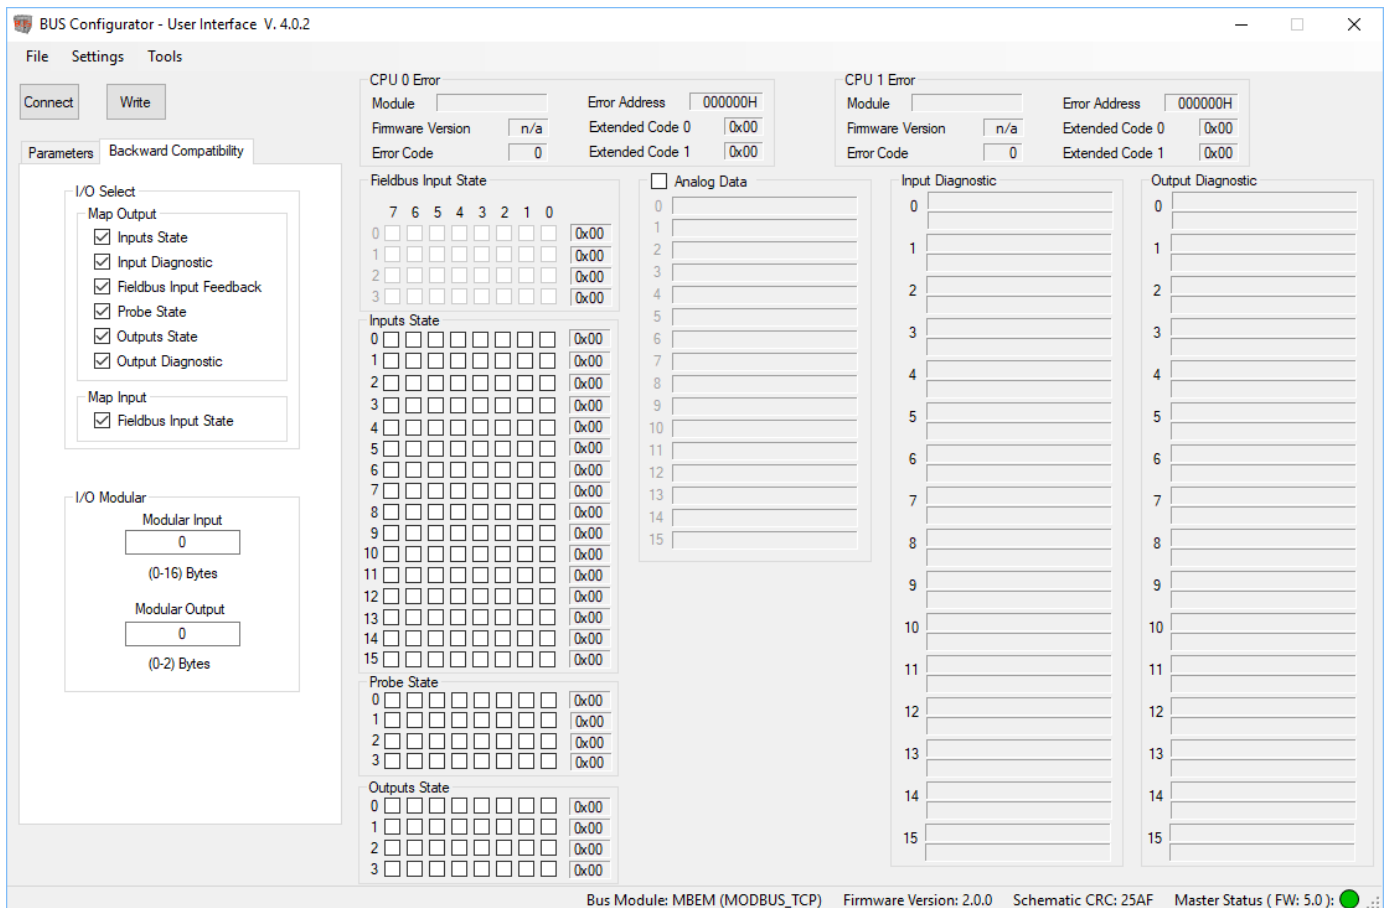 BUS Configurator - User Interface  V. 4.0.2
File Settings Tools
Connect Write
Parameters Backward Compatibility
I/O Select
Map Output
Inputs State
Input Diagnostic
Fieldbus Input Feedback
Probe State
Outputs State
Output Diagnostic
Map Input
Fieldbus Input State
I/O Modular
Modular Input
0
(0-16) Bytes
Modular Output
0
(0-2) Bytes
CPU 0 Error
Module Error Address 000000H
Firmware Version n/a Extended Code 0 0x00
Error Code 0 Extended Code 1 0x00
CPU 1 Error
Module Error Address 000000H
Firmware Version n/a Extended Code 0 0x00
Error Code 0 Extended Code 1 0x00
Fieldbus Input State
7 6 5 4 3 2 1 0
0 0x00
1 0x00
2 0x00
3 0x00
Inputs State
0 0x00
1 0x00
2 0x00
3 0x00
4 0x00
5 0x00
6 0x00
7 0x00
8 0x00
9 0x00
10 0x00
11 0x00
12 0x00
13 0x00
14 0x00
15 0x00
Probe State
0 0x00
1 0x00
2 0x00
3 0x00
Outputs State
0 0x00
1 0x00
2 0x00
3 0x00
Analog Data
0
1
2
3
4
5
6
7
8
9
10
11
12
13
14
15
Input Diagnostic
0
1
2
3
4
5
6
7
8
9
10
11
12
13
14
15
Output Diagnostic
0
1
2
3
4
5
6
7
8
9
10
11
12
13
14
15
Bus Module: MBEM (MODBUS_TCP) Firmware Version: 2.0.0 Schematic CRC: 25AF Master Status ( FW: 5.0 ):